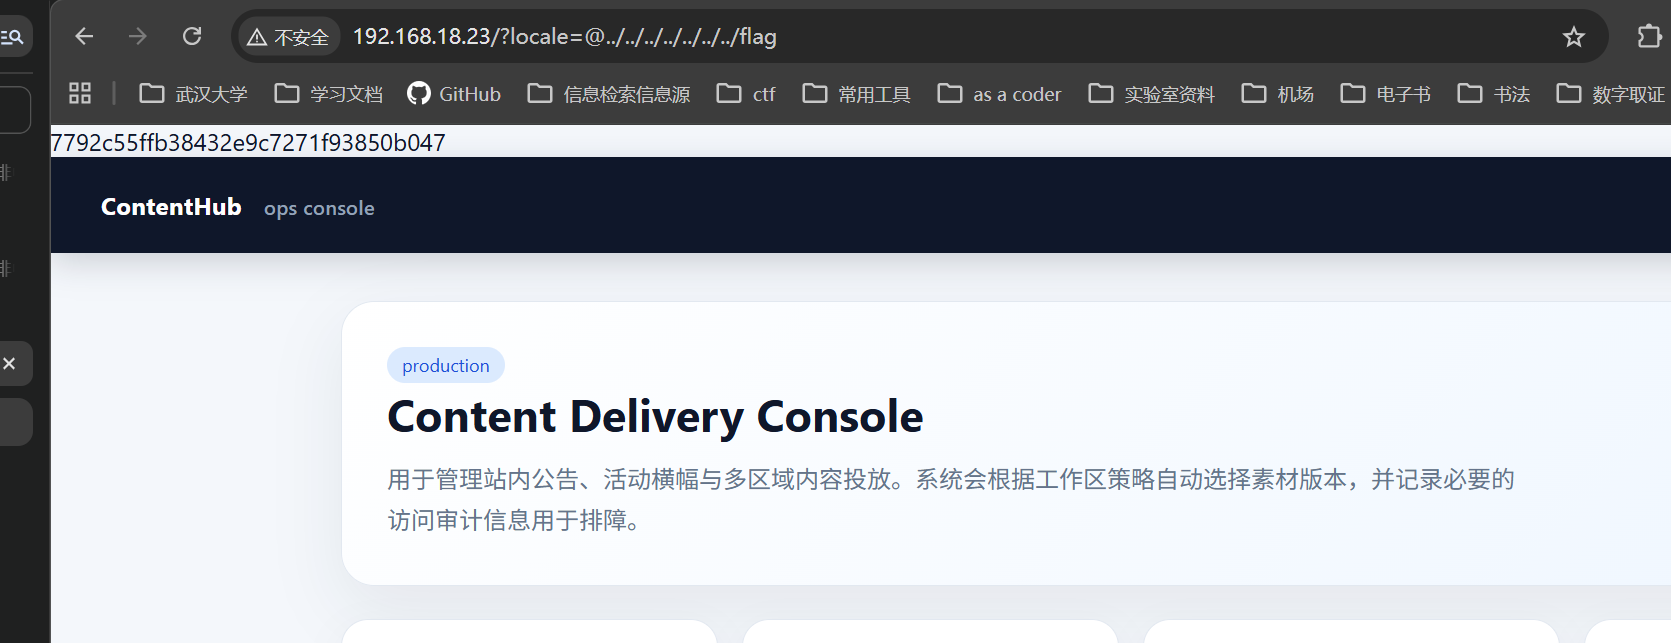 不安全 192.168.18.23/?locale=@../../../../../../../flag
武汉大学 学习文档 GitHub 信息检索信息源 ctf 常用工具 as a coder 实验室资料 机场 电子书 书法 数字取证
7792c55ffb38432e9c7271f93850b047
ContentHub ops console
production
Content Delivery Console
用于管理站内公告、活动横幅与多区域内容投放。系统会根据工作区策略自动选择素材版本，并记录必要的
访问审计信息用于排障。